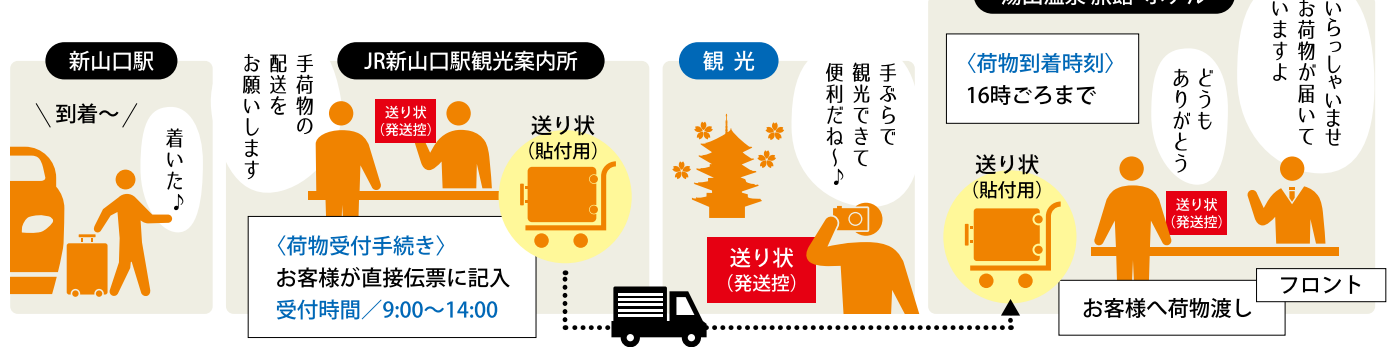 新山口駅
＼到着～／
着いた♪
手荷物の
配送を
お願いします
JR新山口駅観光案内所
送り状
（発送控）
送り状
（貼付用）
〈荷物受付手続き〉
お客様が直接伝票に記入
受付時間／9:00～14:00
観 光
手ぶらで
観光できて
便利だね～♪
送り状
（発送控）
〈荷物到着時刻〉
16時ごろまで
送り状
（貼付用）
どうも
ありがとう
いらっしゃいませ
お荷物が届いて
いますよ
送り状
（発送控）
フロント
お客様へ荷物渡し